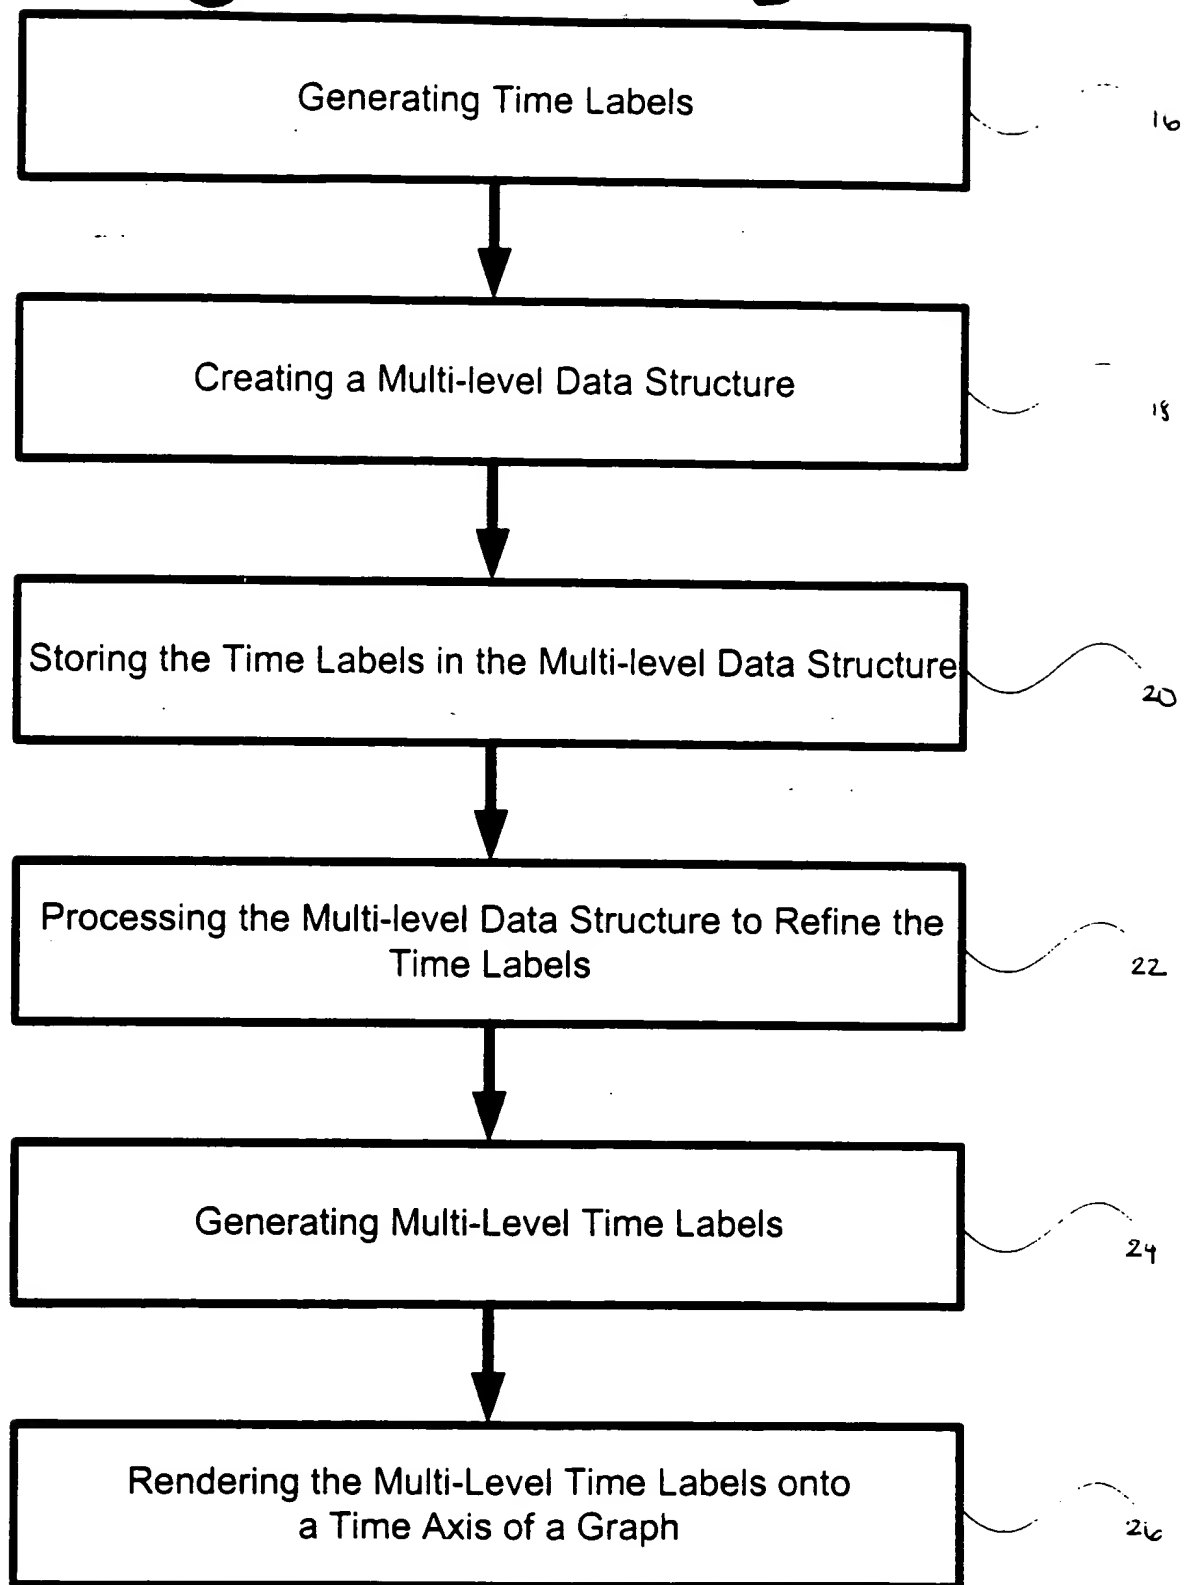 Generating Time Labels
16
Creating a Multi-level Data Structure
18
Storing the Time Labels in the Multi-level Data Structure
20
Processing the Multi-level Data Structure to Refine the
Time Labels
22
Generating Multi-Level Time Labels
24
Rendering the Multi-Level Time Labels onto
a Time Axis of a Graph
26